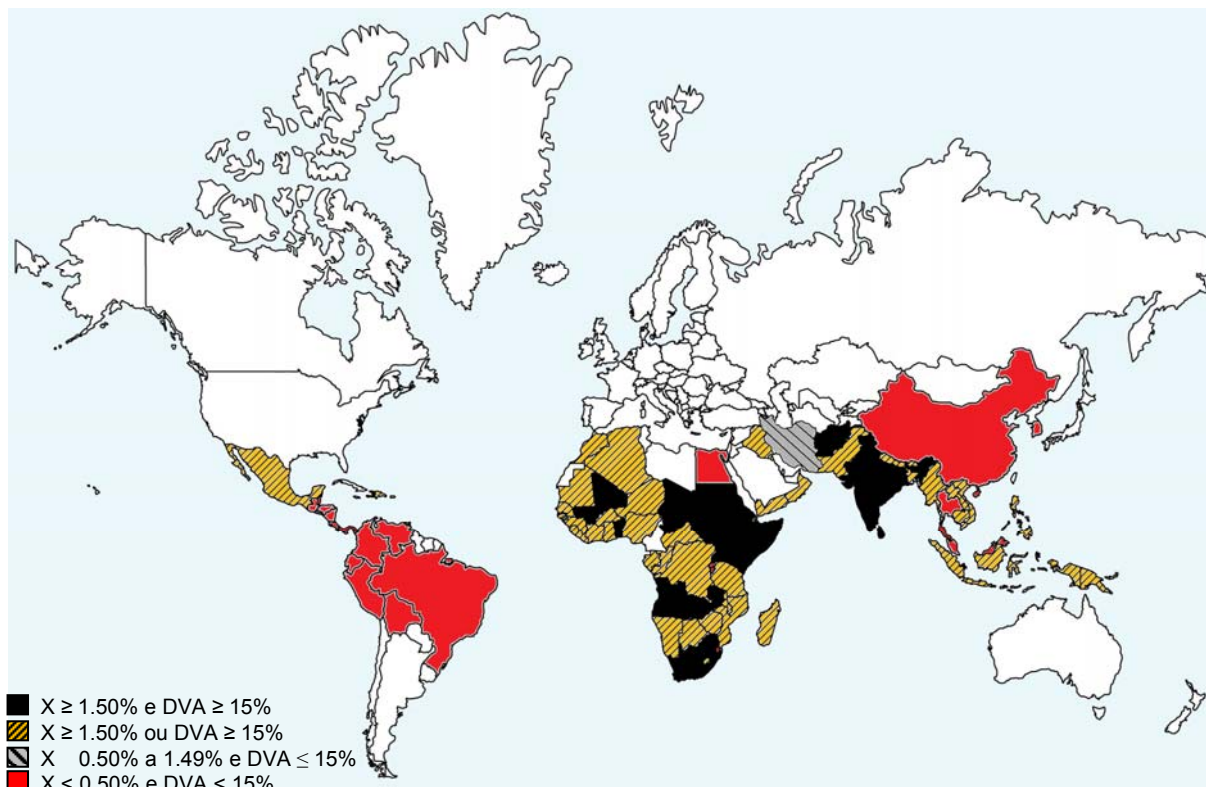 X ≥ 1.50% e DVA ≥ 15%
X ≥ 1.50% ou DVA ≥ 15%
X 0.50% a 1.49% e DVA ≤ 15%
X < 0.50% e DVA < 15%